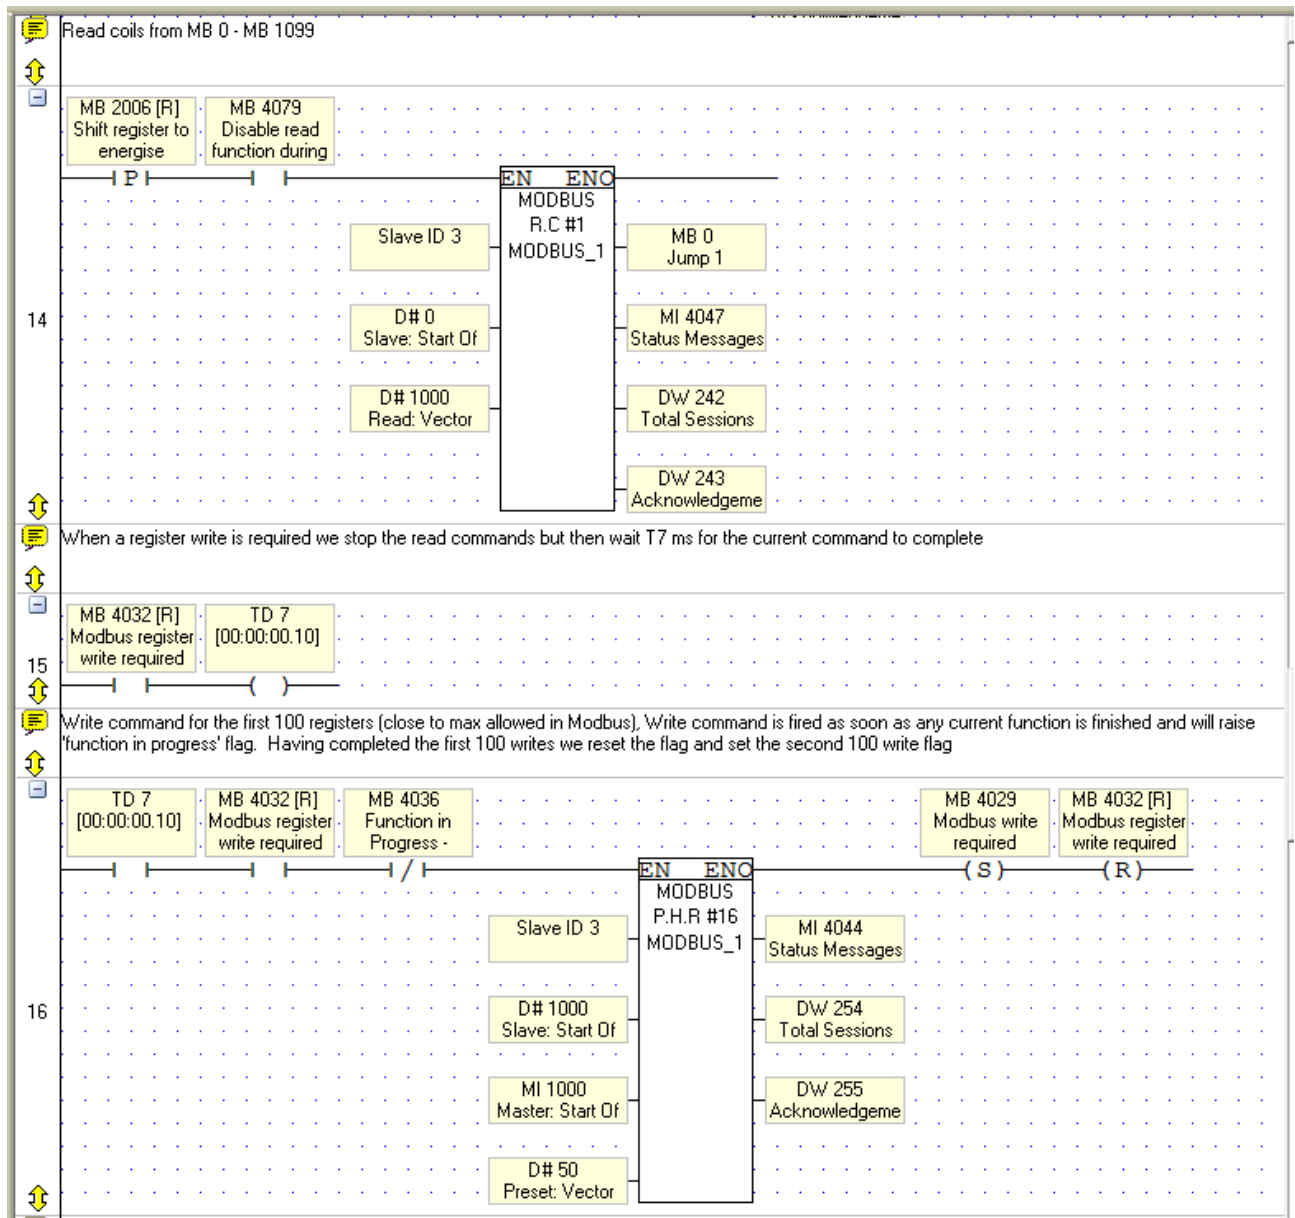 Read coils from MB 0 - MB 1099
MB 2006 [R]
Shift register to
energise
MB 4079
Disable read
function during
P
EN ENO
MODBUS
R.C #1
MODBUS_1
Slave ID 3
MB 0
Jump 1
D# 0
Slave: Start Of
MI 4047
Status Messages
14
D# 1000
Read: Vector
DW 242
Total Sessions
DW 243
Acknowledgeme
When a register write is required we stop the read commands but then wait T7 ms for the current command to complete
MB 4032 [R]
Modbus register
write required
TD 7
[00:00:00.10]
15
Write command for the first 100 registers (close to max allowed in Modbus), Write command is fired as soon as any current function is finished and will raise
'function in progress' flag.  Having completed the first 100 writes we reset the flag and set the second 100 write flag
TD 7
[00:00:00.10]
MB 4032 [R]
Modbus register
write required
MB 4036
Function in
Progress -
MB 4029
Modbus write
required
MB 4032 [R]
Modbus register
write required
S
R
EN ENO
MODBUS
P.H.R #16
MODBUS_1
Slave ID 3
MI 4044
Status Messages
16
D# 1000
Slave: Start Of
DW 254
Total Sessions
MI 1000
Master: Start Of
DW 255
Acknowledgeme
D# 50
Preset: Vector